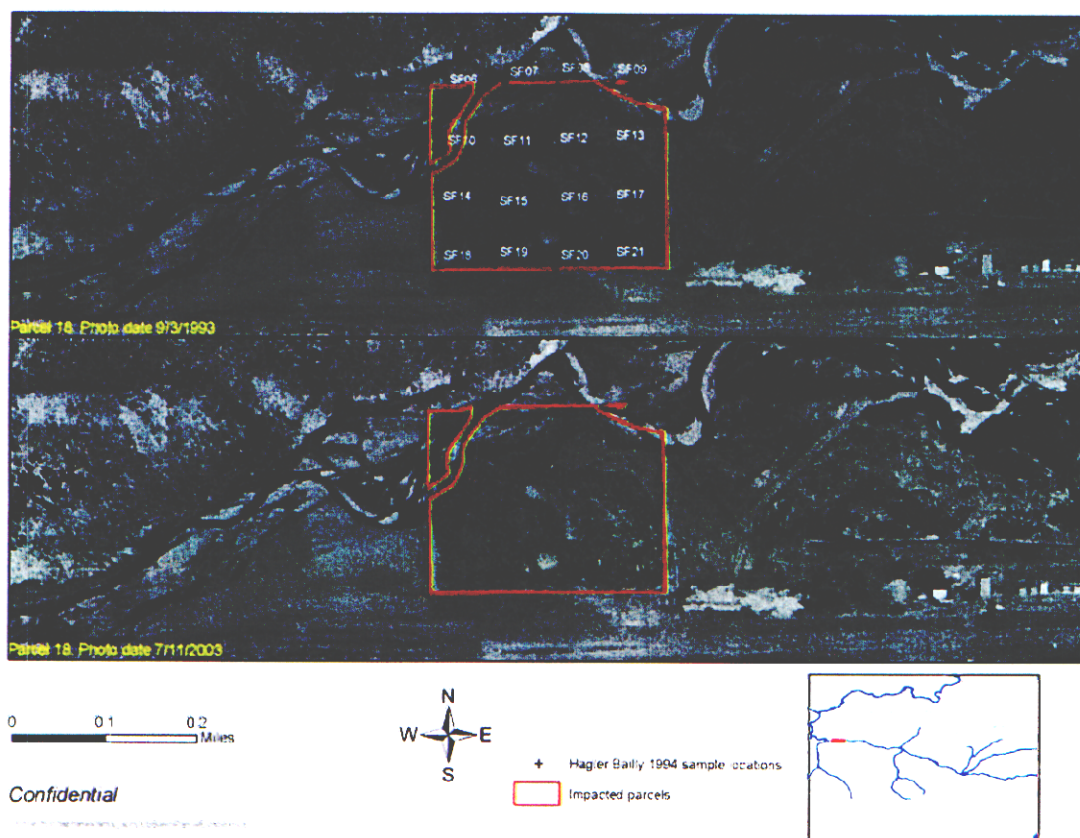 SF06 SF07 SF08 SF09
SF10 SF11 SF12 SF13
SF14 SF15 SF16 SF17
SF18 SF19 SF20 SF21
Parcel 18. Photo date 9/3/1993
Parcel 18. Photo date 7/11/2003
0 0.1 0.2
Miles
N
W E
S
+ Hagler Bailly 1994 sample locations
Impacted parcels
Confidential